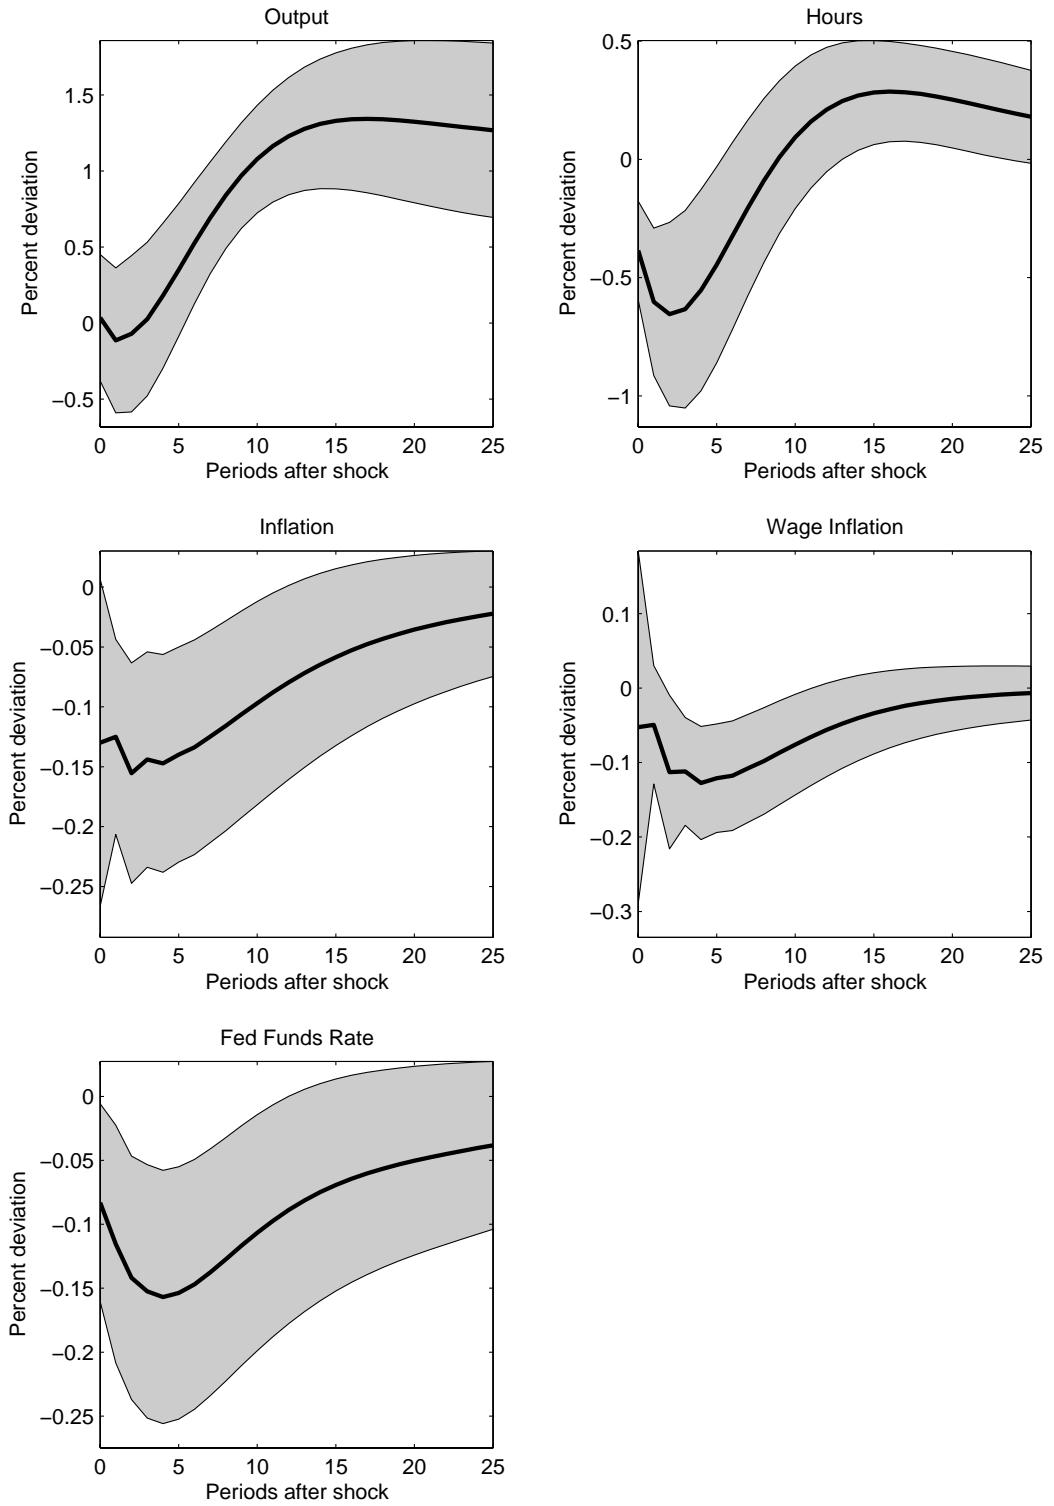 Output
Percent deviation
1.5
1
0.5
0
−0.5
0 5 10 15 20 25
Periods after shock
Hours
Percent deviation
0.5
0
−0.5
−1
0 5 10 15 20 25
Periods after shock
Inflation
Percent deviation
0
−0.05
−0.1
−0.15
−0.2
−0.25
0 5 10 15 20 25
Periods after shock
Wage Inflation
Percent deviation
0.1
0
−0.1
−0.2
−0.3
0 5 10 15 20 25
Periods after shock
Fed Funds Rate
Percent deviation
0
−0.05
−0.1
−0.15
−0.2
−0.25
0 5 10 15 20 25
Periods after shock